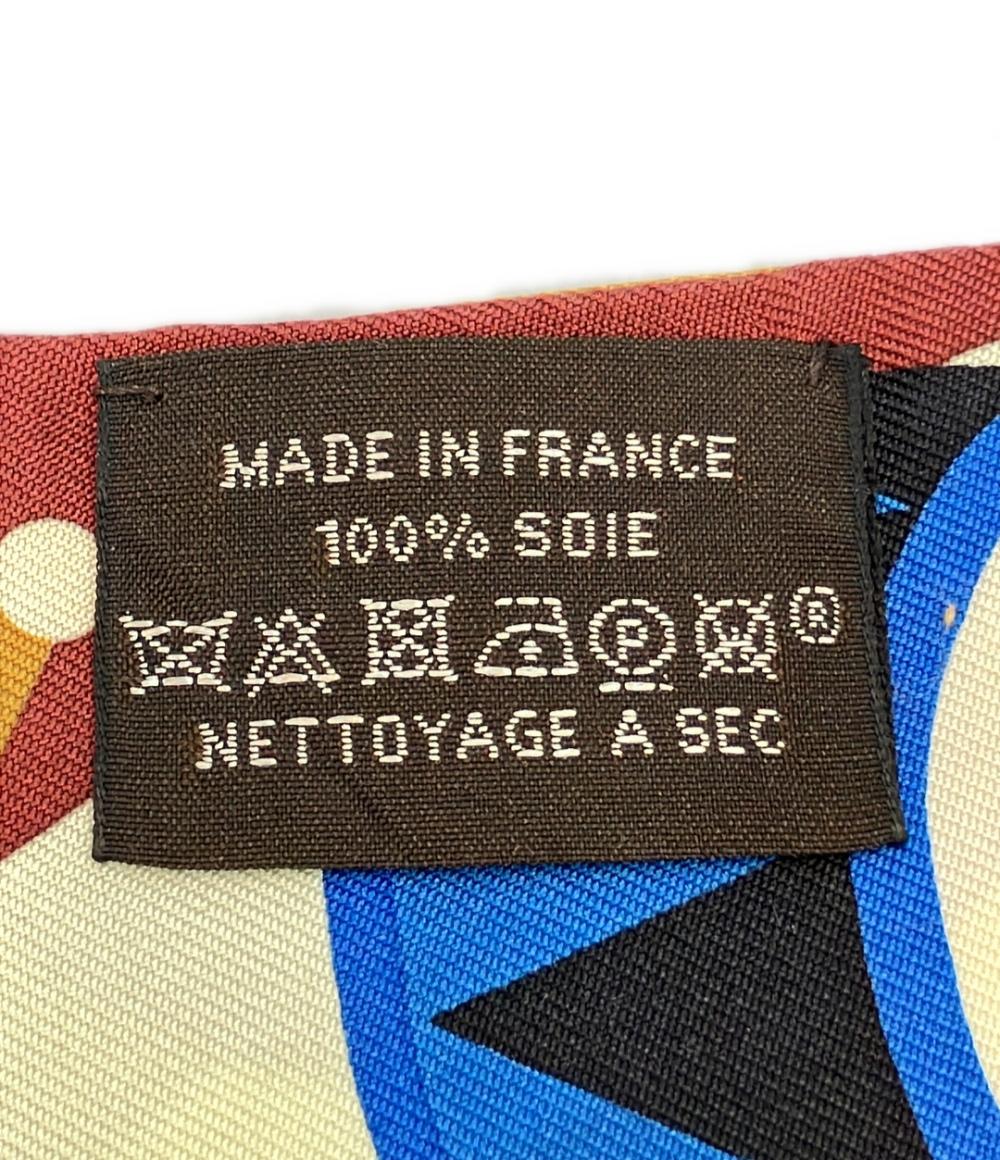 MADE IN FRANCE
100% SOIE
P W ®
NETTOYAGE A SEC